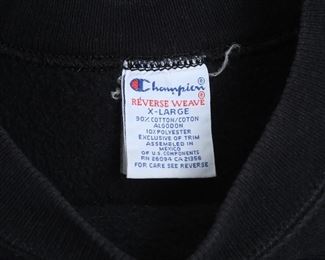 Champion®
REVERSE WEAVE®
X-LARGE
90% COTTON/COTON
ALGODON
10% POLYESTER
EXCLUSIVE OF TRIM
ASSEMBLED IN
MEXICO
OF U.S. COMPONENTS
RN 26094 CA 21356
FOR CARE SEE REVERSE